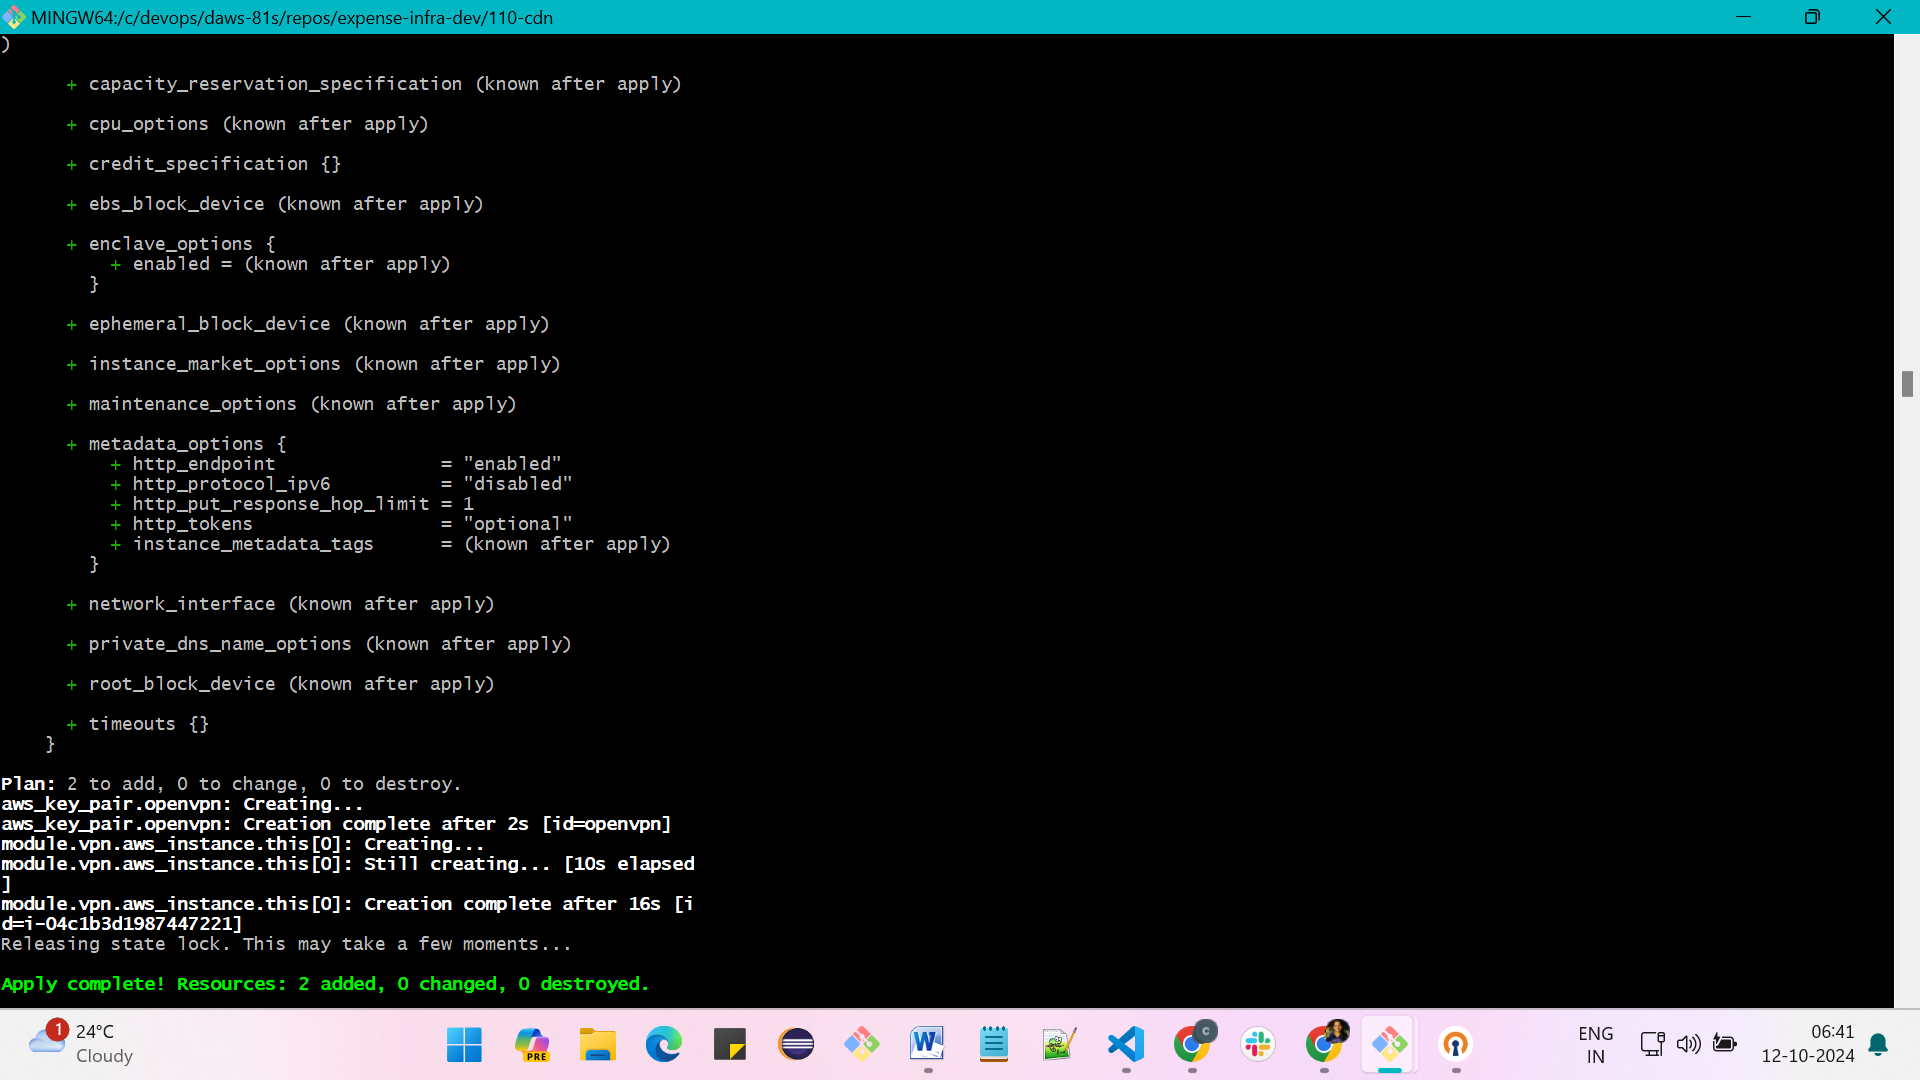 MINGW64:/c/devops/daws-81s/repos/expense-infra-dev/110-cdn
)
+ capacity_reservation_specification (known after apply)
+ cpu_options (known after apply)
+ credit_specification {}
+ ebs_block_device (known after apply)
+ enclave_options {
+ enabled = (known after apply)
}
+ ephemeral_block_device (known after apply)
+ instance_market_options (known after apply)
+ maintenance_options (known after apply)
+ metadata_options {
+ http_endpoint = "enabled"
+ http_protocol_ipv6 = "disabled"
+ http_put_response_hop_limit = 1
+ http_tokens = "optional"
+ instance_metadata_tags = (known after apply)
}
+ network_interface (known after apply)
+ private_dns_name_options (known after apply)
+ root_block_device (known after apply)
+ timeouts {}
}
Plan: 2 to add, 0 to change, 0 to destroy.
aws_key_pair.openvpn: Creating...
aws_key_pair.openvpn: Creation complete after 2s [id=openvpn]
module.vpn.aws_instance.this[0]: Creating...
module.vpn.aws_instance.this[0]: Still creating... [10s elapsed
]
module.vpn.aws_instance.this[0]: Creation complete after 16s [i
d=i-04c1b3d1987447221]
Releasing state lock. This may take a few moments...
Apply complete! Resources: 2 added, 0 changed, 0 destroyed.
1
24°C
Cloudy
PRE
W
C
ENG
IN
06:41
12-10-2024